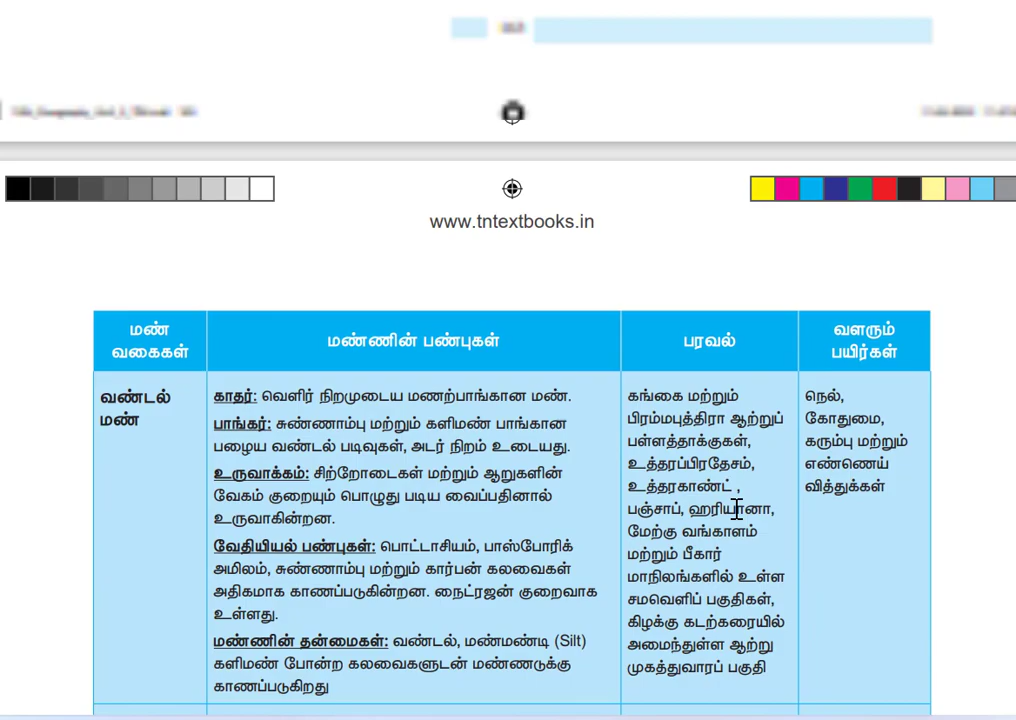 www.tntextbooks.in
மண் வகைகள்
மண்ணின் பண்புகள்
பரவல்
வளரும் பயிர்கள்
வண்டல்
மண்
காதர்: வெளிர் நிறமுடைய மணற்பாங்கான மண்.
பாங்கர்: சுண்ணாம்பு மற்றும் களிமண் பாங்கான
பழைய வண்டல் படிவுகள், அடர் நிறம் உடையது.
உருவாக்கம்: சிற்றோடைகள் மற்றும் ஆறுகளின்
வேகம் குறையும் பொழுது படிய வைப்பதினால்
உருவாகின்றன.
வேதியியல் பண்புகள்: பொட்டாசியம், பாஸ்போரிக்
அமிலம், சுண்ணாம்பு மற்றும் கார்பன் கலவைகள்
அதிகமாக காணப்படுகின்றன. நைட்ரஜன் குறைவாக
உள்ளது.
மண்ணின் தன்மைகள்: வண்டல், மண்மண்டி (Silt)
களிமண் போன்ற கலவைகளுடன் மண்ணடுக்கு
காணப்படுகிறது
கங்கை மற்றும்
பிரம்மபுத்திரா ஆற்றுப்
பள்ளத்தாக்குகள்,
உத்தரப்பிரதேசம்,
உத்தரகாண்ட் ,
பஞ்சாப், ஹரியானா,
மேற்கு வங்காளம்
மற்றும் பீகார்
மாநிலங்களில் உள்ள
சமவெளிப் பகுதிகள்,
கிழக்கு கடற்கரையில்
அமைந்துள்ள ஆற்று
முகத்துவாரப் பகுதி
நெல்,
கோதுமை,
கரும்பு மற்றும்
எண்ணெய்
வித்துக்கள்